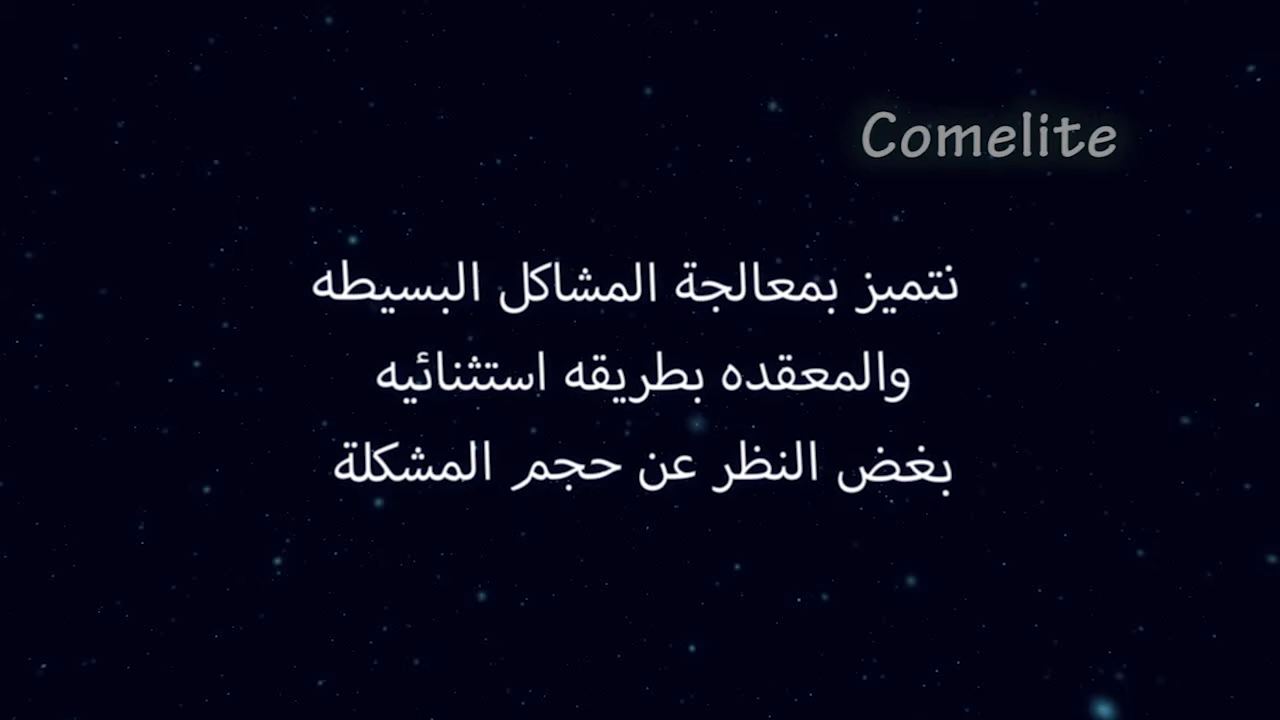 Comelite
نتميز بمعالجة المشاكل البسيطه
والمعقده بطريقه استثنائيه
بغض النظر عن حجم المشكلة